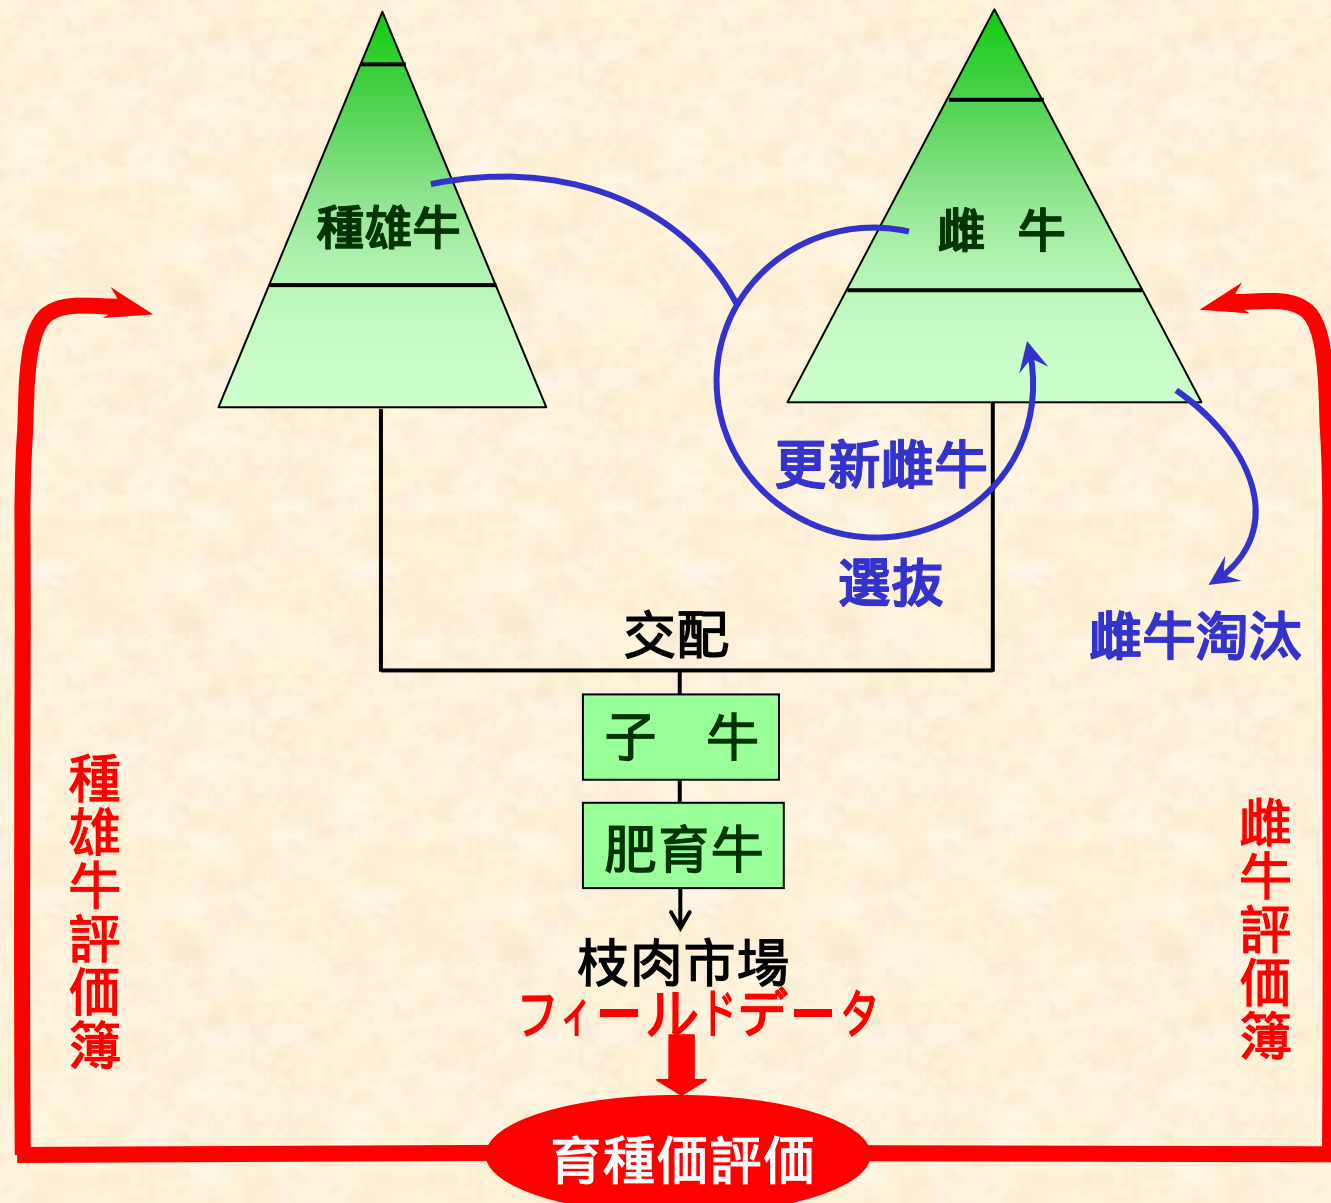 種雄牛
雌 牛
更新雌牛
選抜
雌牛淘汰
交配
子 牛
肥育牛
枝肉市場
フィールドデータ
種雄牛評価簿
雌牛評価簿
育種価評価